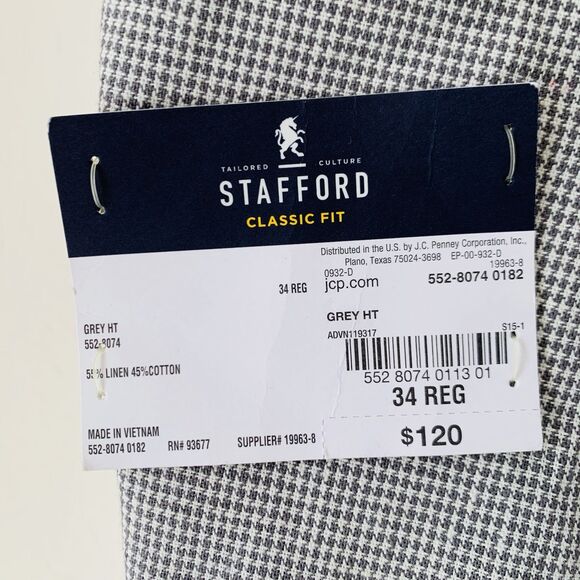 TAILORED CULTURE
STAFFORD
CLASSIC FIT
Distributed in the U.S. by J.C. Penney Corporation, Inc.,
Plano, Texas 75024-3698 EP-00-932-D
0932-D 19963-8
34 REG jcp.com 552-8074 0182
GREY HT
552-8074
55% LINEN 45%COTTON
MADE IN VIETNAM
552-8074 0182 RN# 93677 SUPPLIER# 19963-8
GREY HT
ADVN119317 S15-1
552 8074 0113 01
34 REG
$120